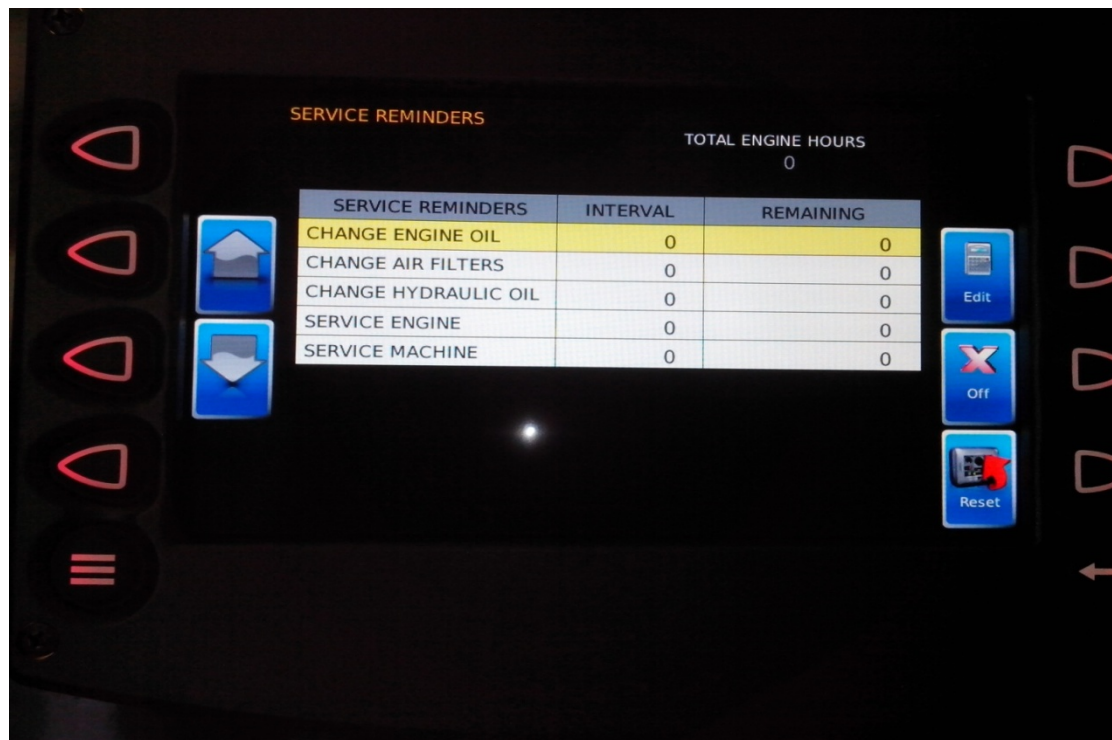 SERVICE REMINDERS
TOTAL ENGINE HOURS
0
SERVICE REMINDERS INTERVAL REMAINING
CHANGE ENGINE OIL 0 0
CHANGE AIR FILTERS 0 0
CHANGE HYDRAULIC OIL 0 0
SERVICE ENGINE 0 0
SERVICE MACHINE 0 0
Edit
Off
Reset